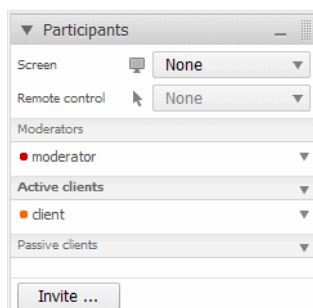 Participants
Screen None
Remote control None
Moderators
moderator
Active clients
client
Passive clients
Invite ...